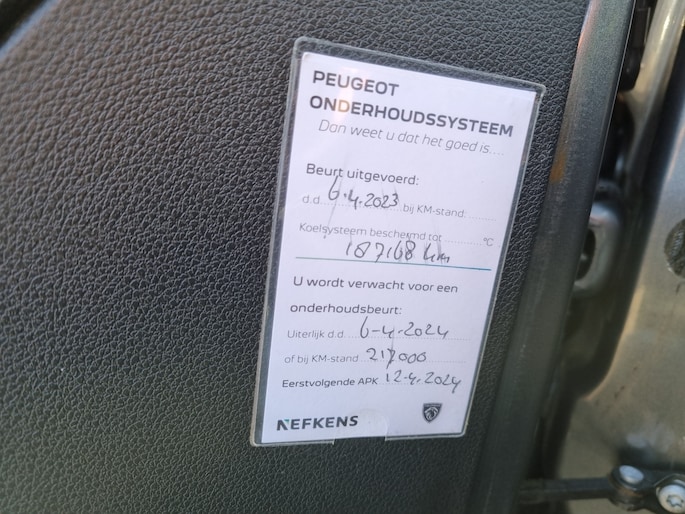 PEUGEOT
ONDERHOUDSSYSTEEM
Dan weet u dat het goed is....
Beurt uitgevoerd:
d.d. 6.4.2023 bij KM-stand:
Koelsysteem beschermd tot °C
187168 km
U wordt verwacht voor een
onderhoudsbeurt:
Uiterlijk d.d. 6-4-2024
of bij KM-stand 217000
Eerstvolgende APK 12-4.2024
NEFKENS